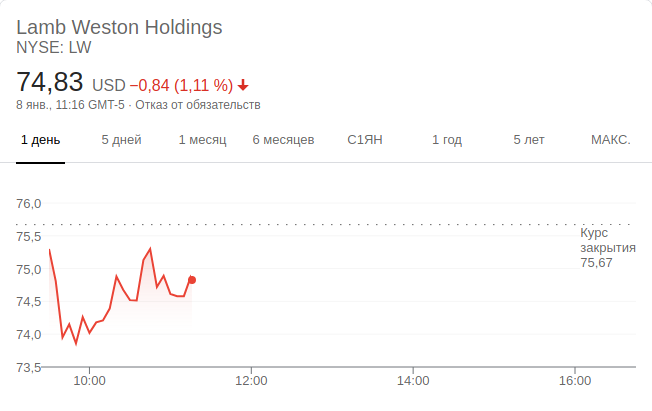 Lamb Weston Holdings
NYSE: LW
74,83 USD −0,84 (1,11 %)
8 янв., 11:16 GMT-5 · Отказ от обязательств
1 день 5 дней 1 месяц 6 месяцев С1ЯН 1 год 5 лет МАКС.
76,0
75,5
Курс
закрытия
75,67
75,0
74,5
74,0
73,5
10:00 12:00 14:00 16:00